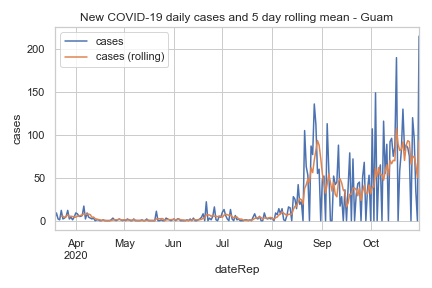 New COVID-19 daily cases and 5 day rolling mean - Guam
cases
cases (rolling)
200
150
100
50
0
cases
Apr
2020
May
Jun
Jul
Aug
Sep
Oct
dateRep